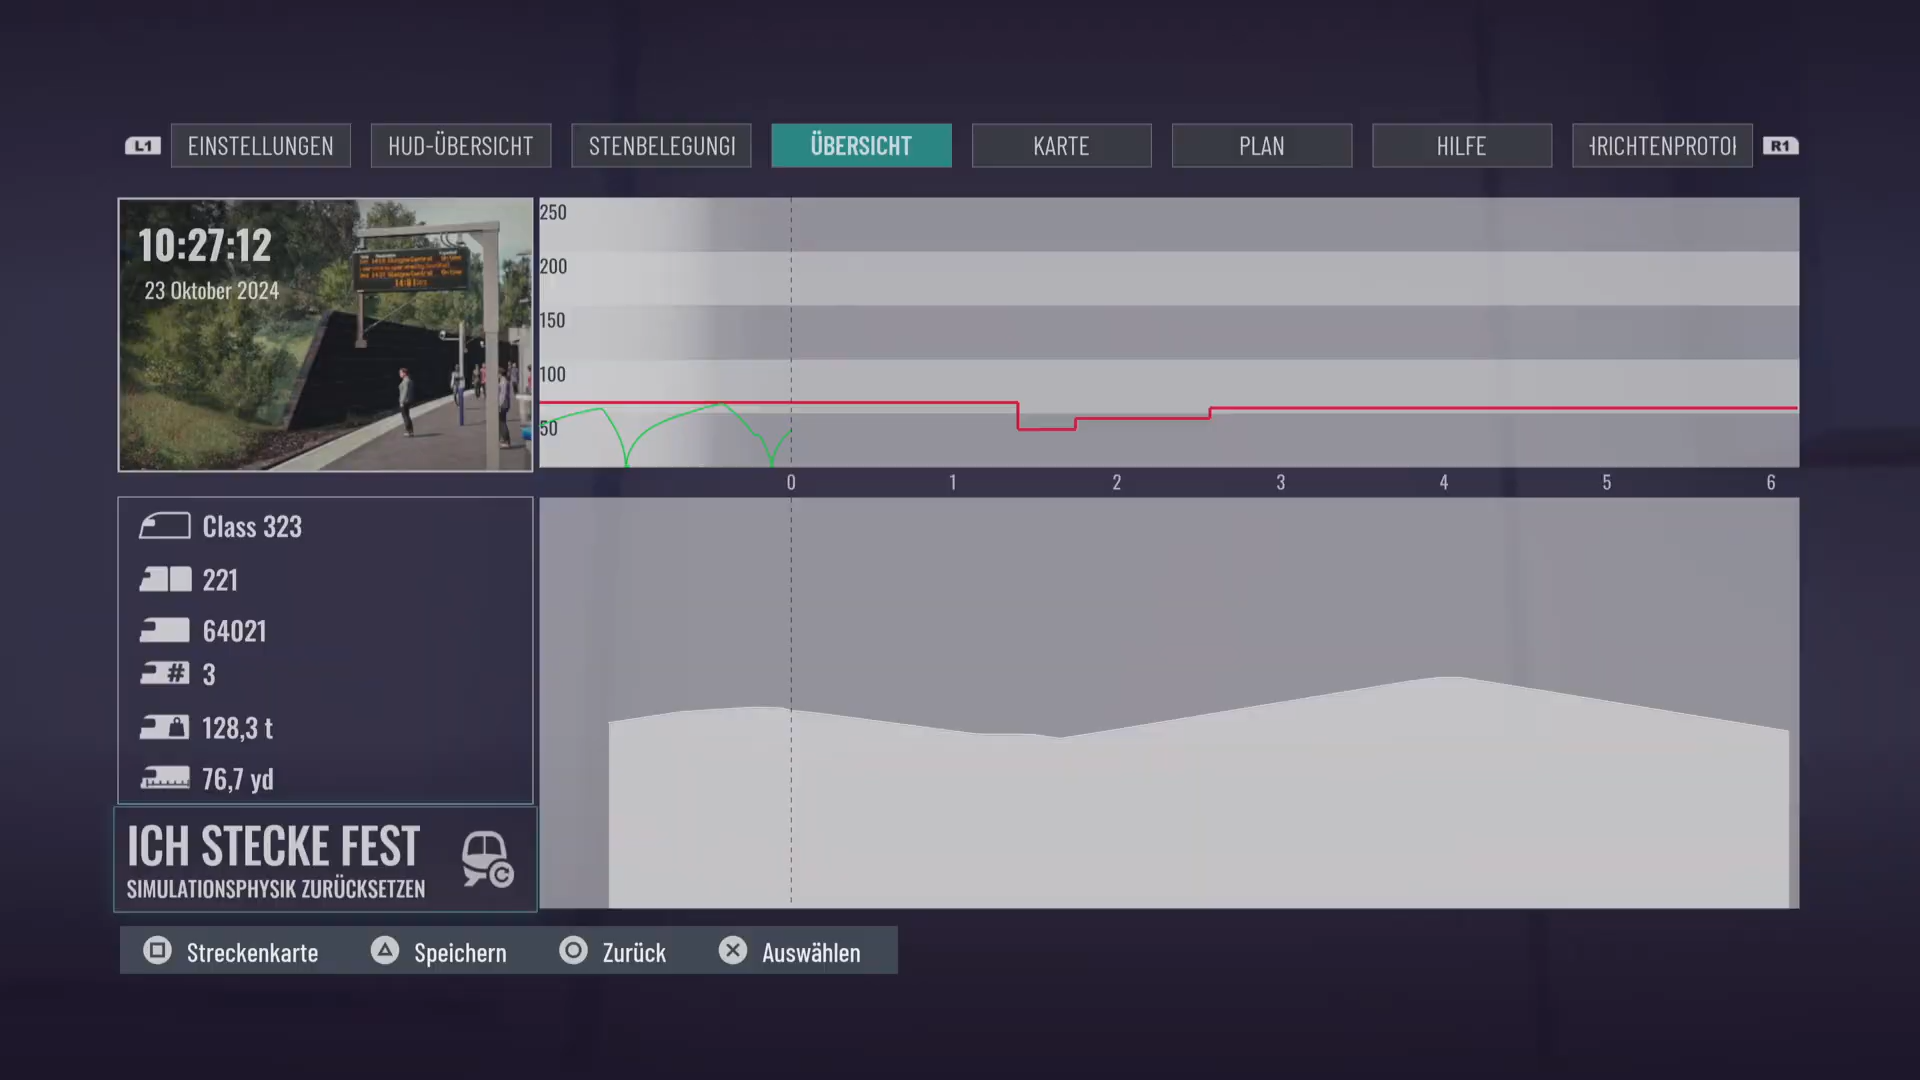 L1
EINSTELLUNGEN
HUD-ÜBERSICHT
STENBELEGUNGI
ÜBERSICHT
KARTE
PLAN
HILFE
RICHTENPROTO
R1
10:27:12
23 Oktober 2024
250
200
150
100
50
0 1 2 3 4 5 6
Class 323
221
64021
# 3
128,3 t
76,7 yd
ICH STECKE FEST
SIMULATIONSPHYSIK ZURÜCKSETZEN
Streckenkarte
Speichern
Zurück
Auswählen